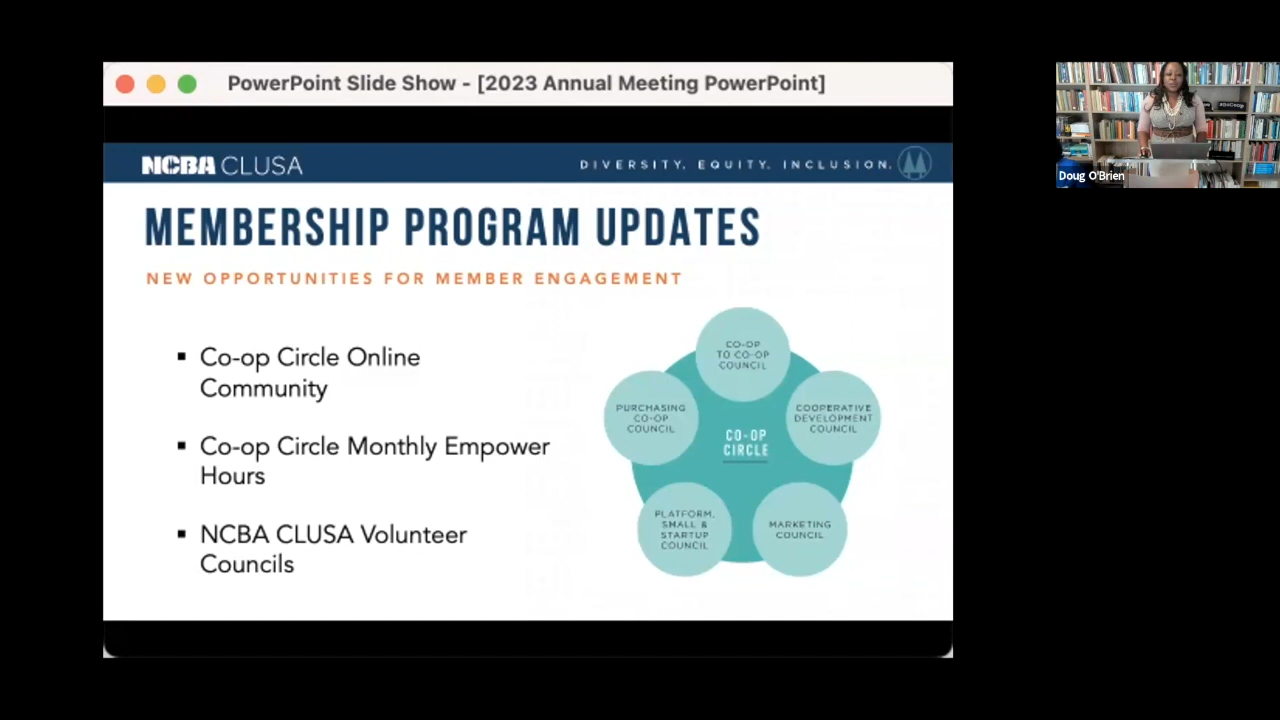 PowerPoint Slide Show - [2023 Annual Meeting PowerPoint]
NCBA CLUSA
DIVERSITY. EQUITY. INCLUSION.
MEMBERSHIP PROGRAM UPDATES
NEW OPPORTUNITIES FOR MEMBER ENGAGEMENT
▪ Co-op Circle Online
Community
▪ Co-op Circle Monthly Empower
Hours
▪ NCBA CLUSA Volunteer
Councils
CO-OP
TO CO-OP
COUNCIL
PURCHASING
CO-OP
COUNCIL
COOPERATIVE
DEVELOPMENT
COUNCIL
CO-OP
CIRCLE
PLATFORM,
SMALL &
STARTUP
COUNCIL
MARKETING
COUNCIL
Doug O'Brien